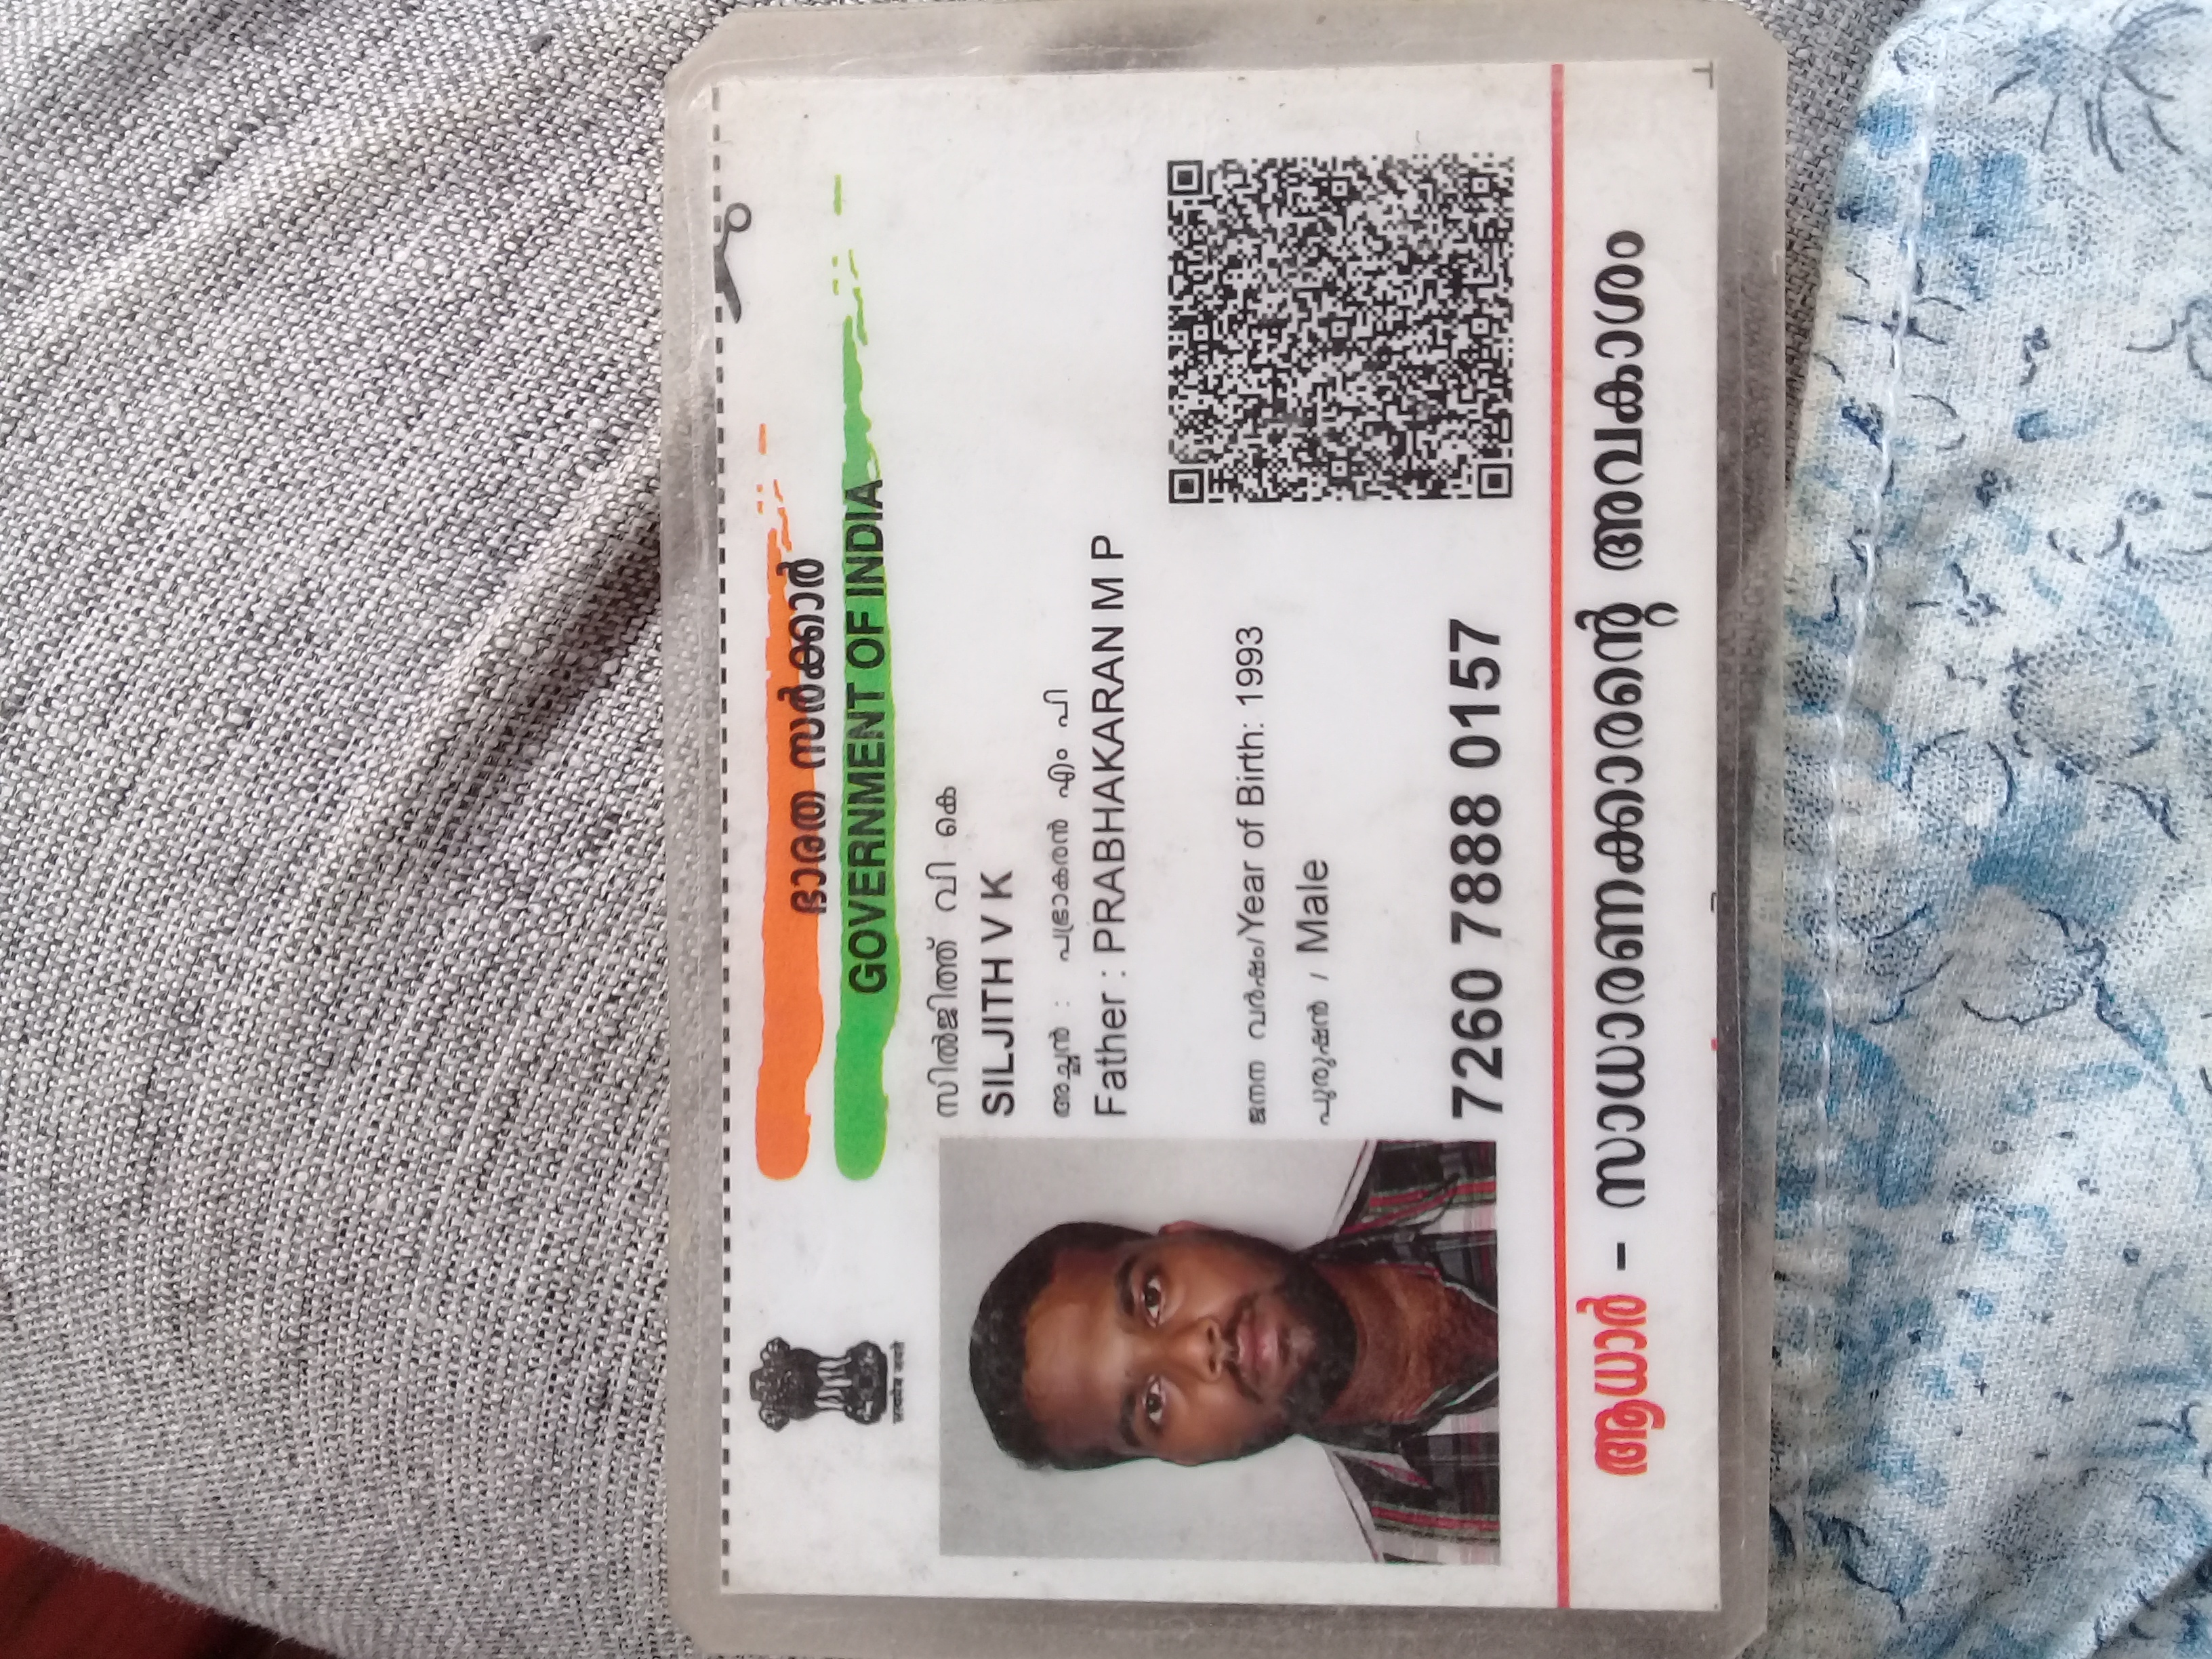 ഭാരത സർക്കാർ
GOVERNMENT OF INDIA
सत्यमेव जयते
സിൽജിത്ത് വി കെ
SILJITH V K
അച്ഛൻ : പഭ്രാകരൻ എം പി
Father : PRABHAKARAN M P
ജനന വർഷം/Year of Birth: 1993
പുരുഷൻ / Male
7260 7888 0157
ആധാർ - സാധാരണക്കാരന്റെ അവകാശം